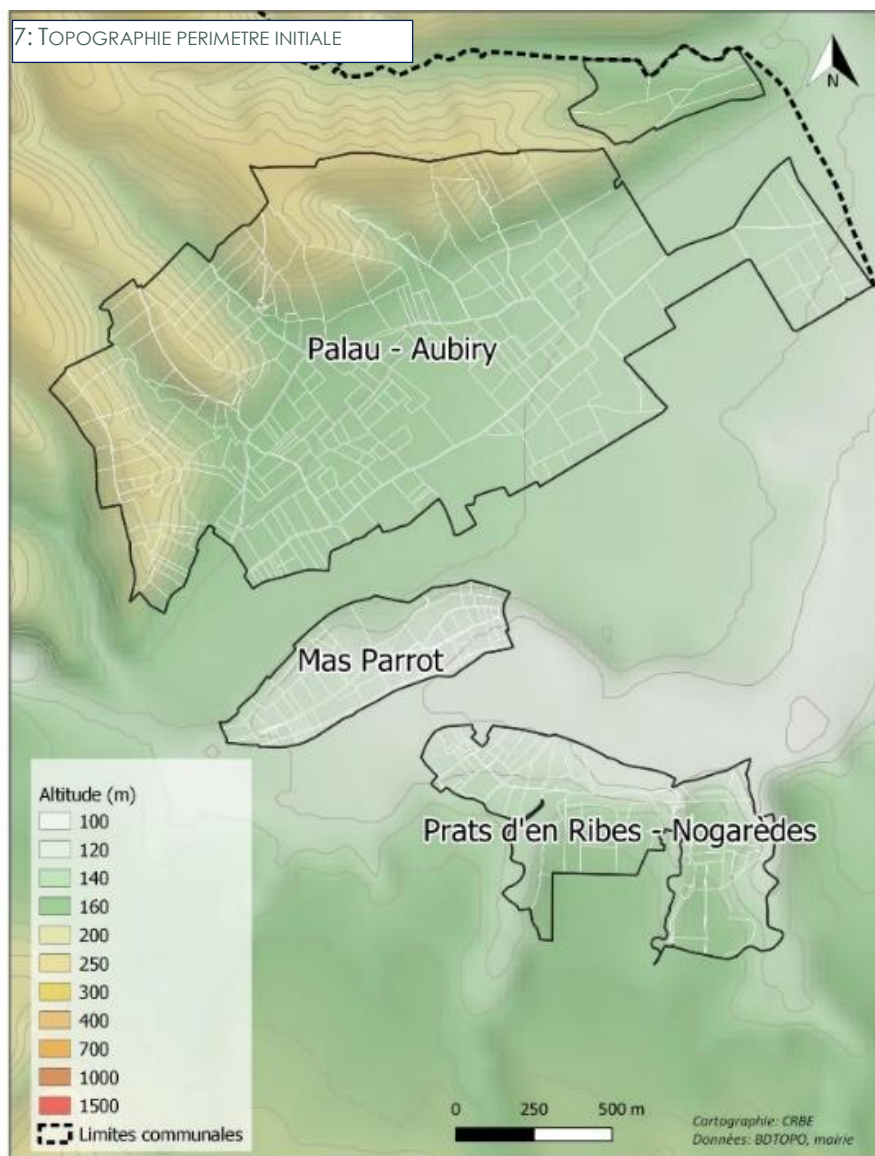 7: TOPOGRAPHIE PERIMETRE INITIALE
N
Palau - Aubiry
Mas Parrot
Prats d'en Ribes - Nogarèdes
Altitude (m)
100
120
140
160
200
250
300
400
700
1000
1500
Limites communales
0 250 500 m
Cartographie: CRBE
Données: BDTOPO, mairie